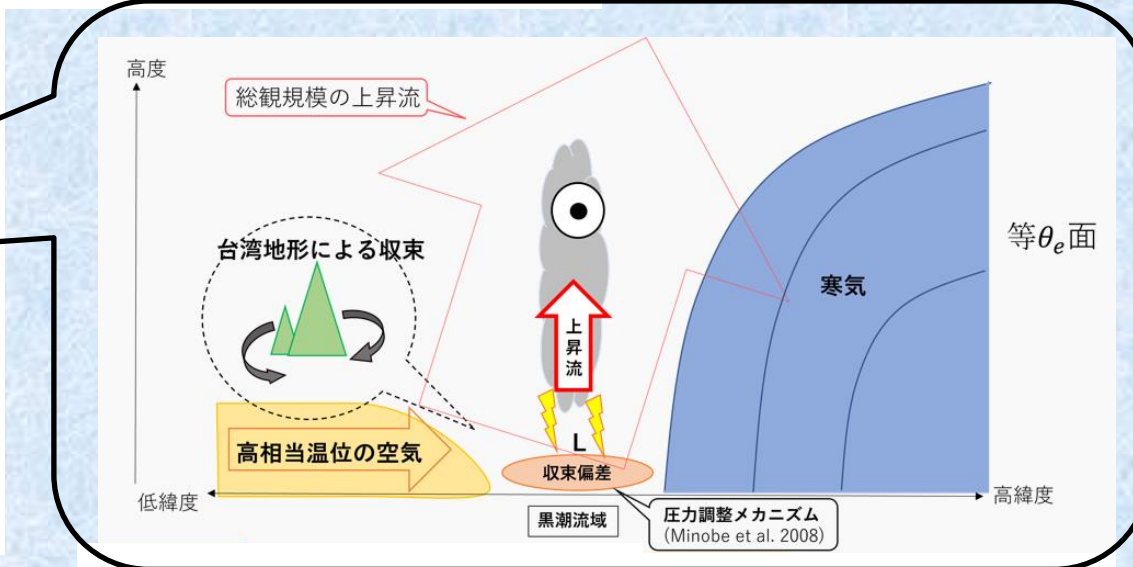 高度
総観規模の上昇流
台湾地形による収束
等θₑ面
寒気
上
昇
流
高相当温位の空気
L
収束偏差
低緯度
高緯度
黒潮流域
圧力調整メカニズム
(Minobe et al. 2008)